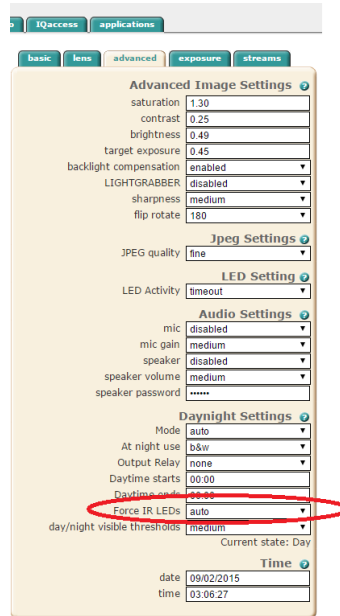 IQaccess applications
basic lens advanced exposure streams
Advanced Image Settings ?
saturation 1.30
contrast 0.25
brightness 0.49
target exposure 0.45
backlight compensation enabled
LIGHTGRABBER disabled
sharpness medium
flip rotate 180
Jpeg Settings ?
JPEG quality fine
LED Setting ?
LED Activity timeout
Audio Settings ?
mic disabled
mic gain medium
speaker disabled
speaker volume medium
speaker password ••••••
Daynight Settings ?
Mode auto
At night use b&w
Output Relay none
Daytime starts 00:00
Daytime ends 00:00
Force IR LEDs auto
day/night visible thresholds medium
Current state: Day
Time ?
date 09/02/2015
time 03:06:27